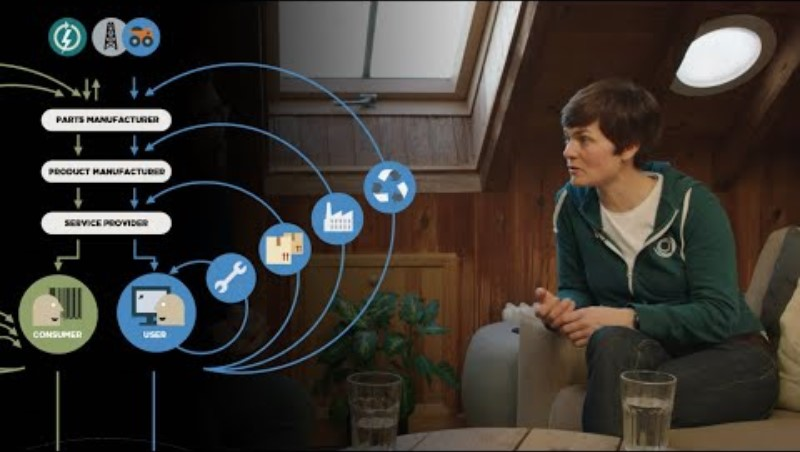 PARTS MANUFACTURER
PRODUCT MANUFACTURER
SERVICE PROVIDER
CONSUMER
USER